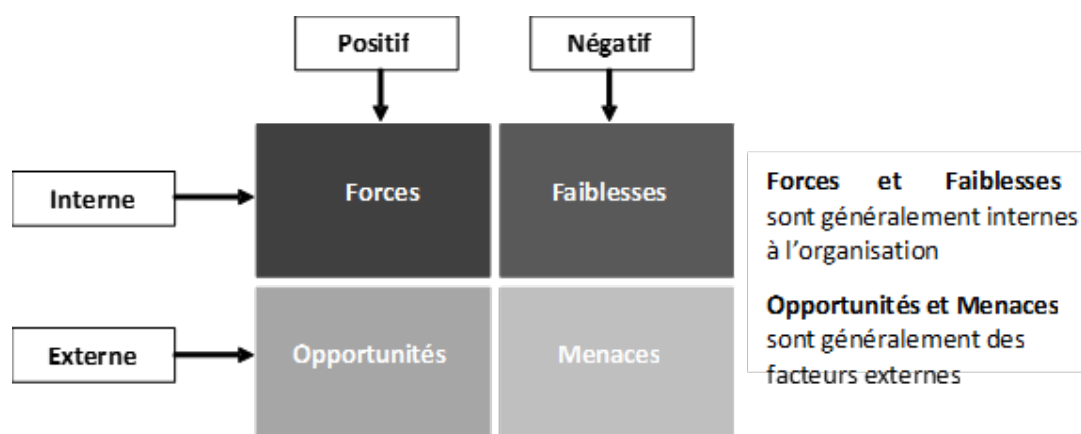 Positif
Négatif
Interne
Forces
Faiblesses
Forces et Faiblesses
sont généralement internes
à l’organisation
Externe
Opportunités
Menaces
Opportunités et Menaces
sont généralement des
facteurs externes